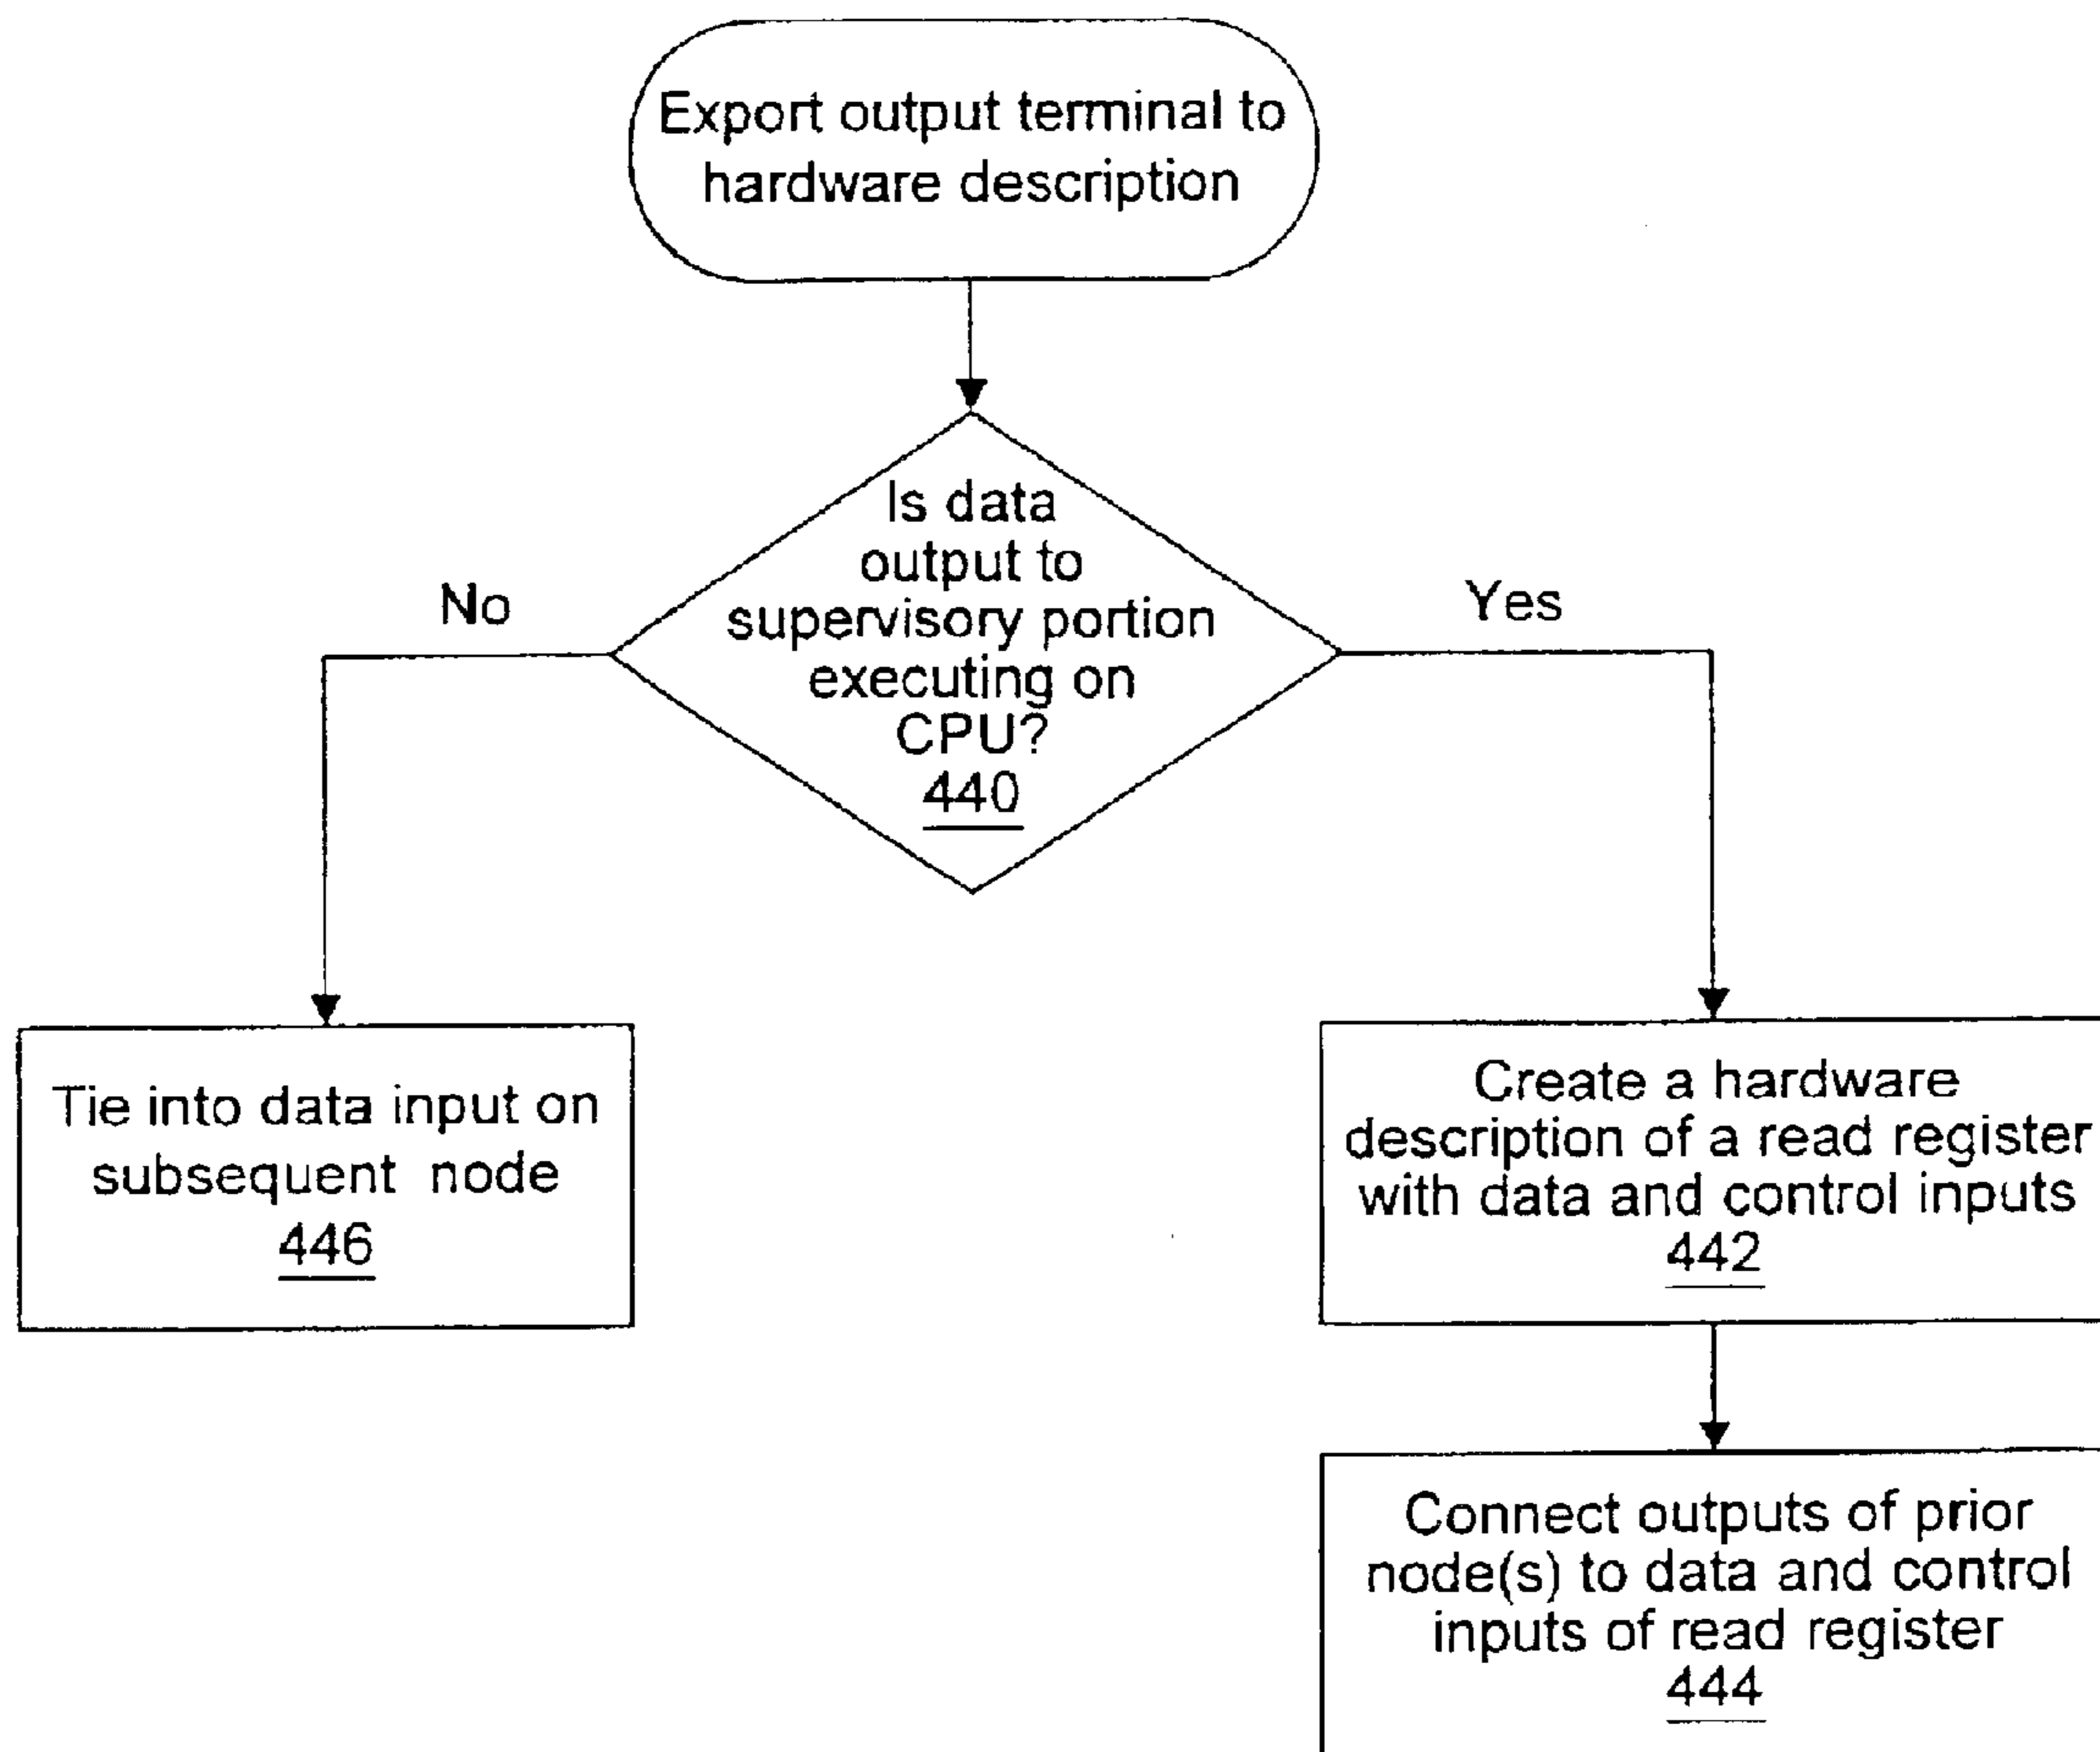 Export output terminal to
hardware description
Is data
output to
supervisory portion
executing on
CPU?
440
No
Yes
Tie into data input on
subsequent node
446
Create a hardware
description of a read register
with data and control inputs
442
Connect outputs of prior
node(s) to data and control
inputs of read register
444